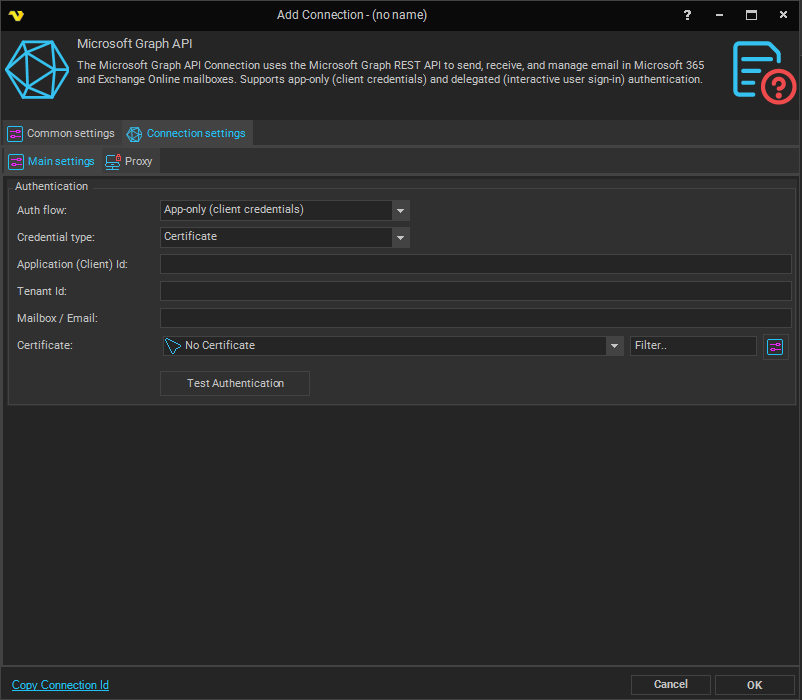 Add Connection - (no name)
?
Microsoft Graph API
The Microsoft Graph API Connection uses the Microsoft Graph REST API to send, receive, and manage email in Microsoft 365
and Exchange Online mailboxes. Supports app-only (client credentials) and delegated (interactive user sign-in) authentication.
Common settings Connection settings
Main settings Proxy
Authentication
Auth flow: App-only (client credentials)
Credential type: Certificate
Application (Client) Id:
Tenant Id:
Mailbox / Email:
Certificate: No Certificate Filter..
Test Authentication
Copy Connection Id Cancel OK